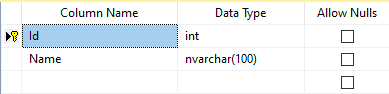 Column Name Data Type Allow Nulls
Id int
Name nvarchar(100)